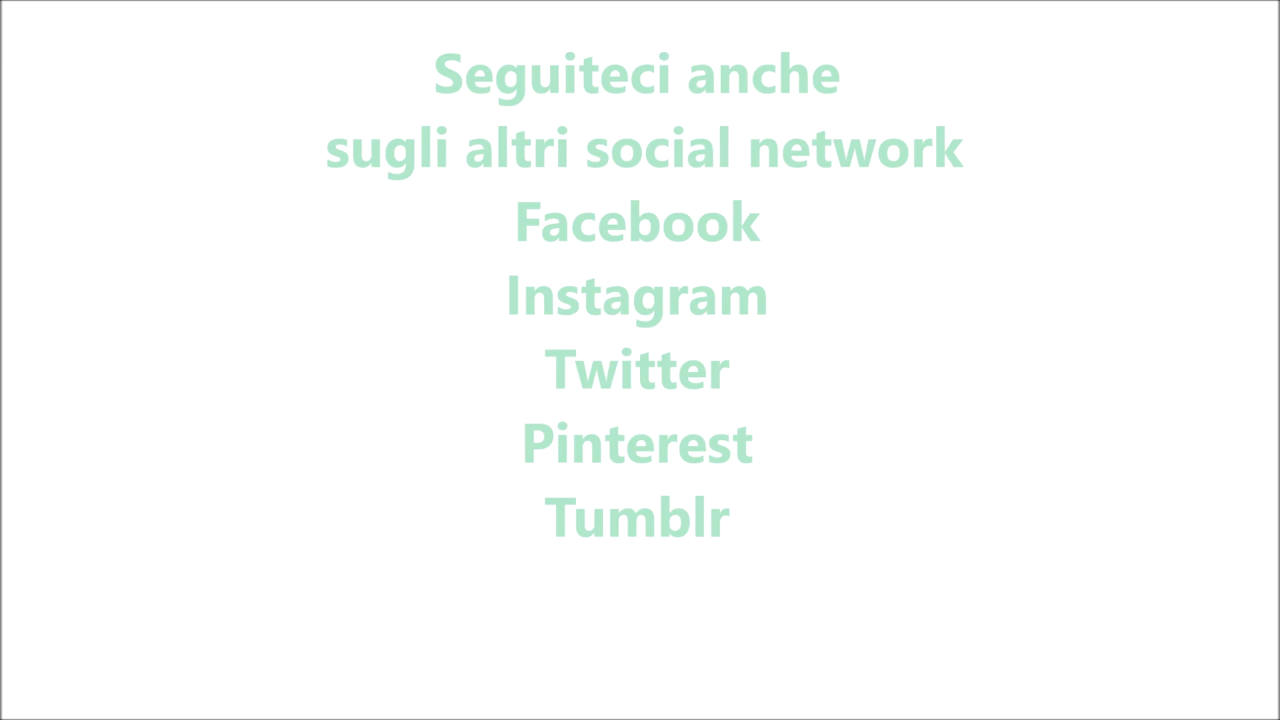 Seguiteci anche
sugli altri social network
Facebook
Instagram
Twitter
Pinterest
Tumblr